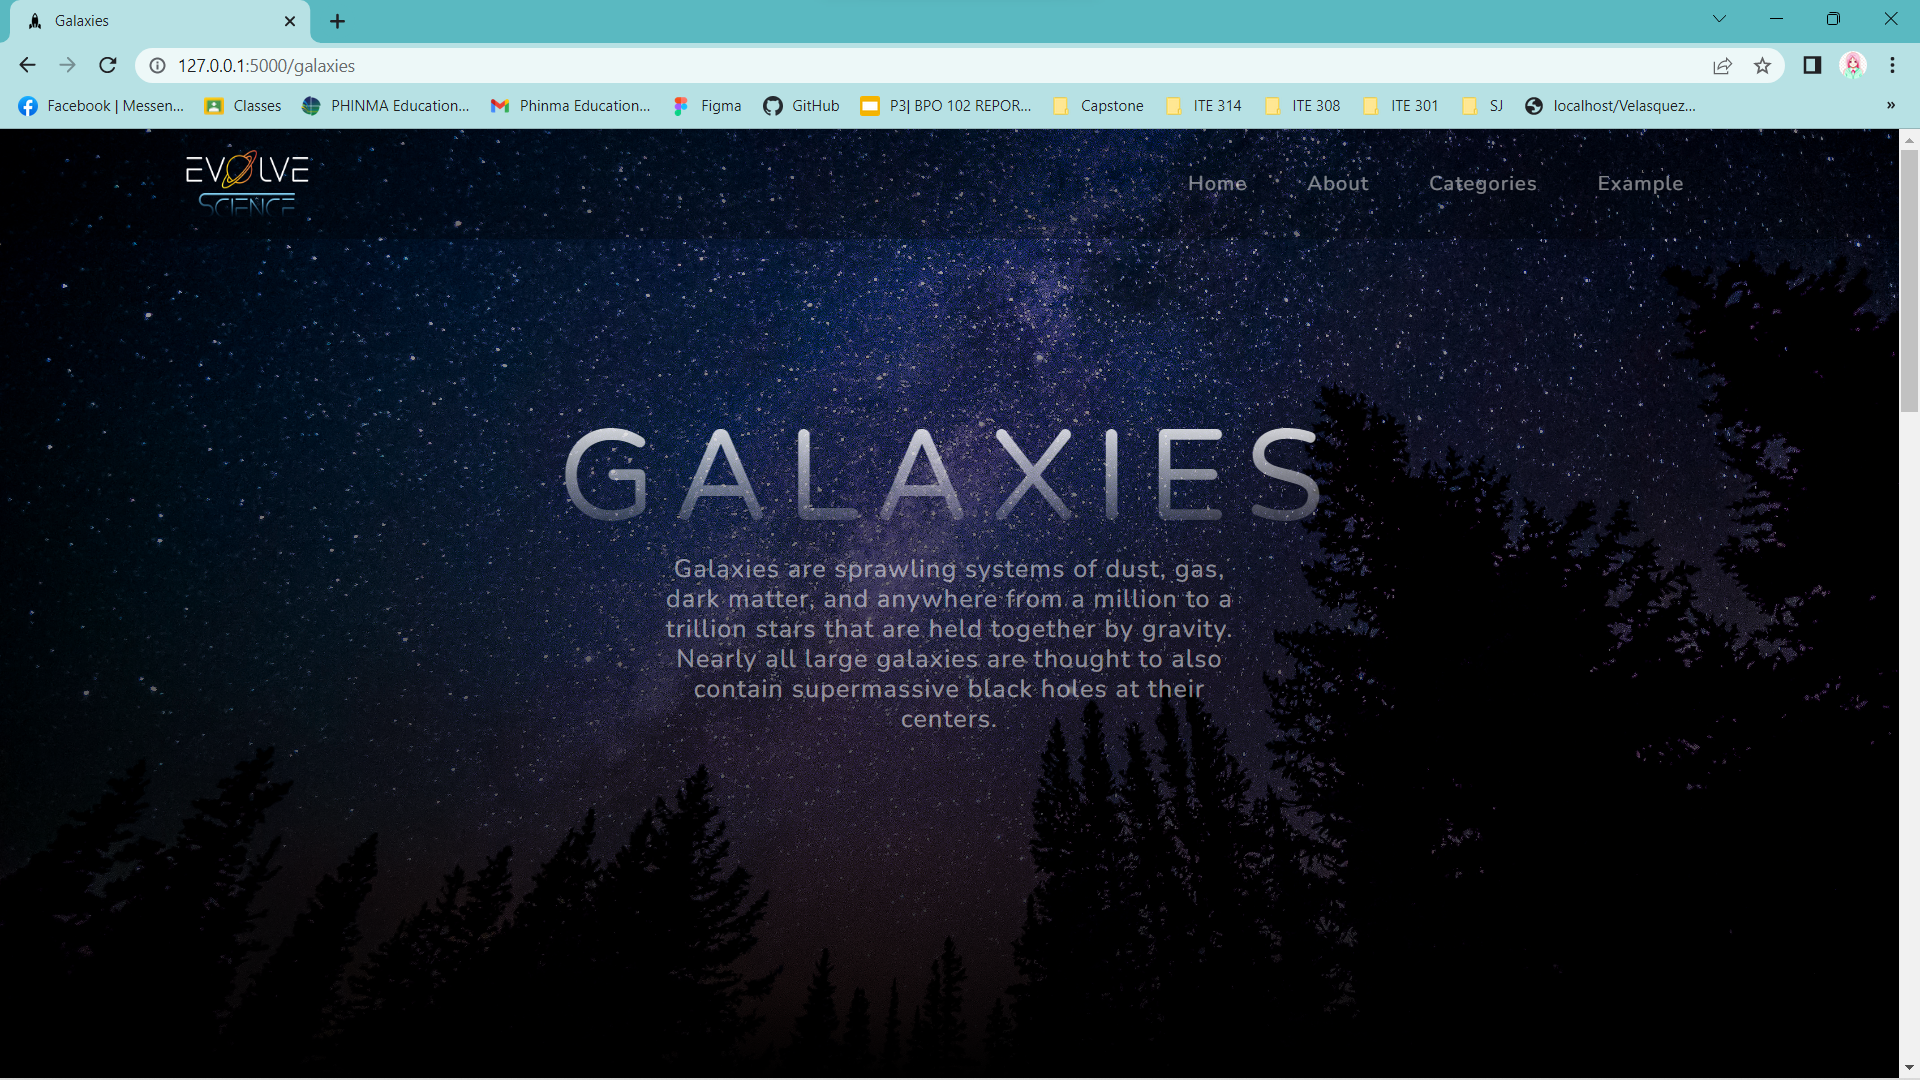 Galaxies
127.0.0.1:5000/galaxies
Facebook | Messen... Classes PHINMA Education... Phinma Education... Figma GitHub P3| BPO 102 REPOR... Capstone ITE 314 ITE 308 ITE 301 SJ localhost/Velasquez... »
EVOLVE
SCIENCE
Home About Categories Example
GALAXIES
Galaxies are sprawling systems of dust, gas,
dark matter, and anywhere from a million to a
trillion stars that are held together by gravity.
Nearly all large galaxies are thought to also
contain supermassive black holes at their
centers.